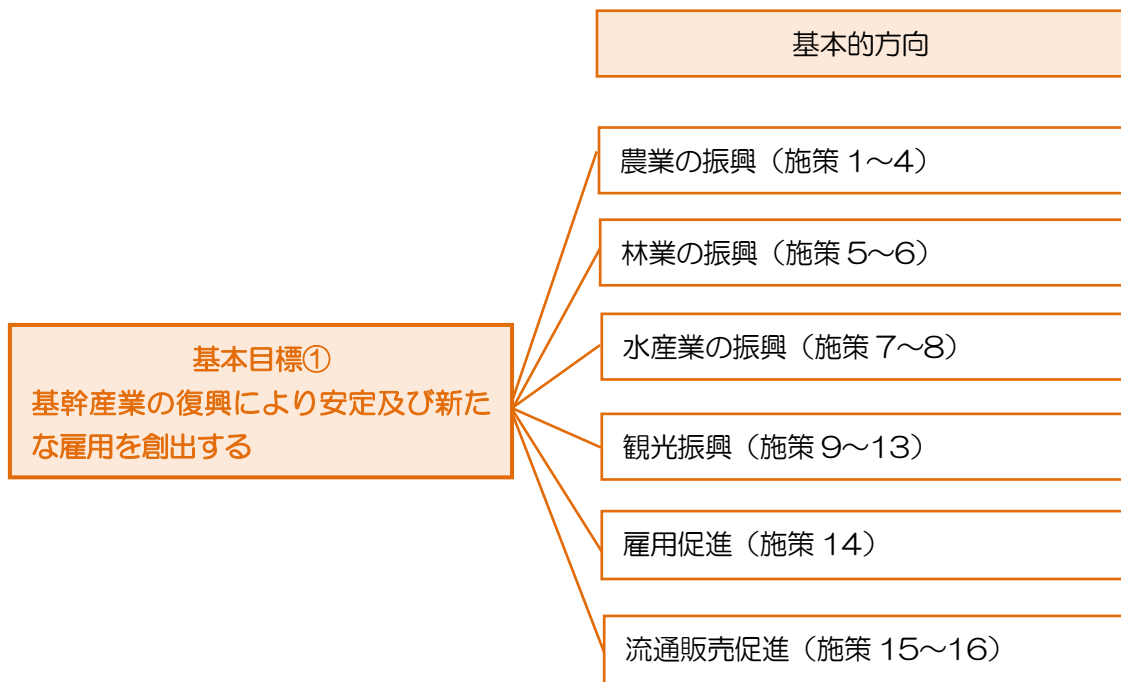 基本的方向
農業の振興（施策 1～4）
林業の振興（施策 5～6）
水産業の振興（施策 7～8）
基本目標①
基幹産業の復興により安定及び新た
な雇用を創出する
観光振興（施策 9～13）
雇用促進（施策 14）
流通販売促進（施策 15～16）